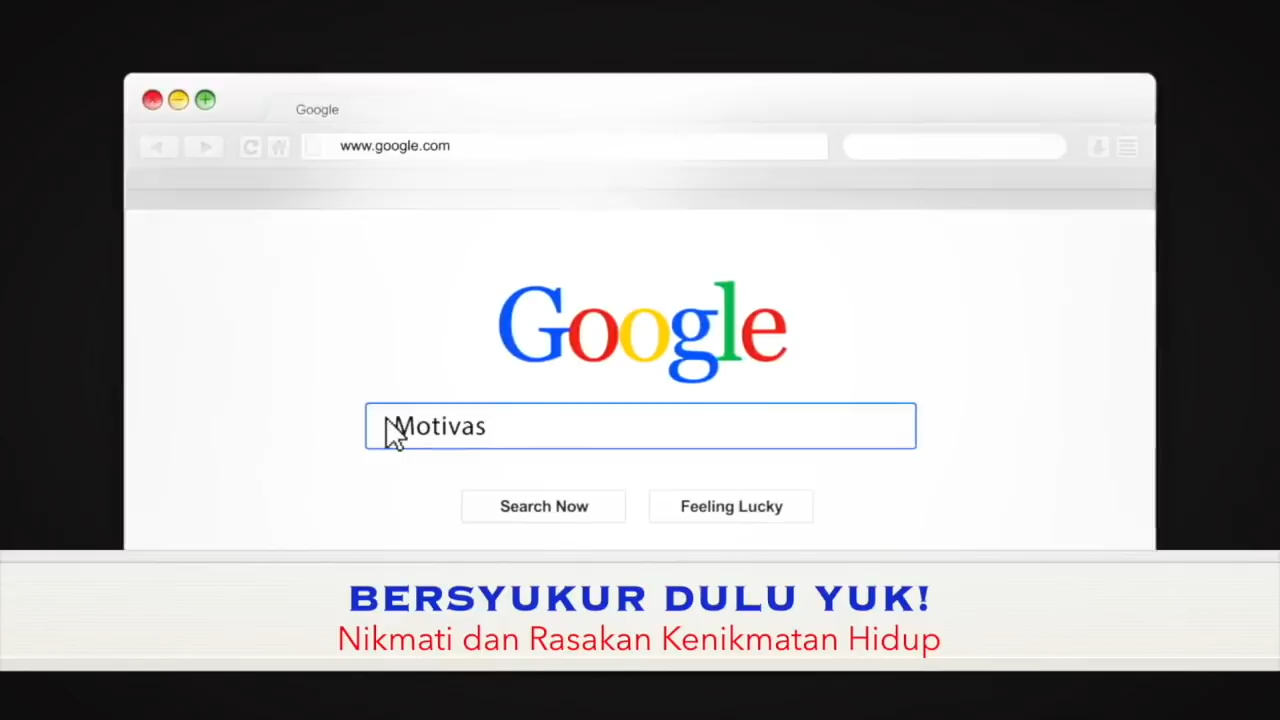 Google
www.google.com
Google
Motivas
Search Now
Feeling Lucky
BERSYUKUR DULU YUK!
Nikmati dan Rasakan Kenikmatan Hidup